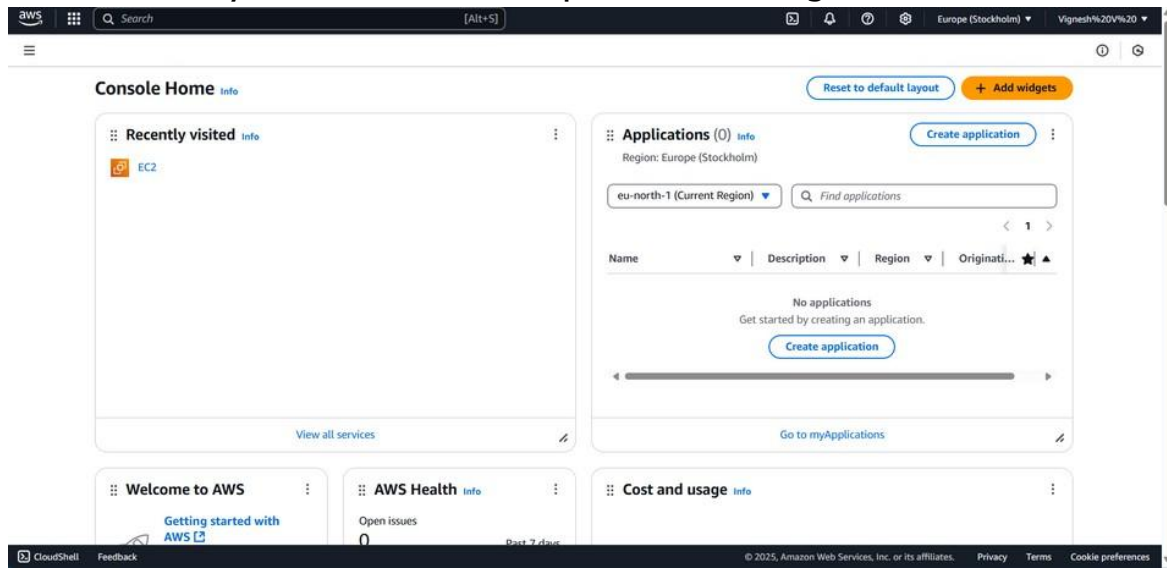 aws Search [Alt+S] Europe (Stockholm) Vignesh%20V%20
Console Home Info Reset to default layout + Add widgets
Recently visited Info
EC2
View all services
Applications (0) Info Create application
Region: Europe (Stockholm)
eu-north-1 (Current Region) Find applications
1
Name Description Region Originati...
No applications
Get started by creating an application.
Create application
Go to myApplications
Welcome to AWS
Getting started with
AWS
AWS Health Info
Open issues
0 Past 7 days
Cost and usage Info
CloudShell Feedback © 2025, Amazon Web Services, Inc. or its affiliates. Privacy Terms Cookie preferences